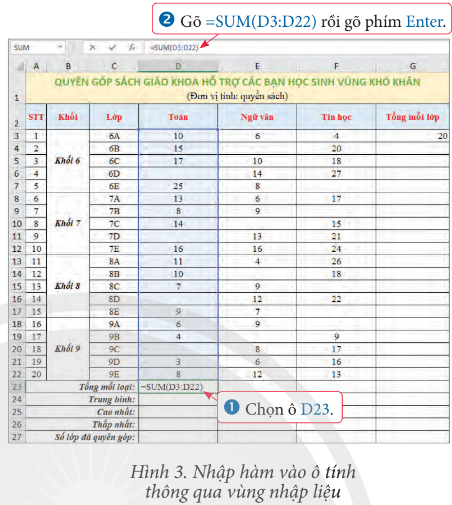 ❷ Gõ =SUM(D3:D22) rồi gõ phím Enter.
SUM × ✓ fx =SUM(D3:D22)
A B C D E F G
1 QUYÊN GÓP SÁCH GIÁO KHOA HỖ TRỢ CÁC BẠN HỌC SINH VÙNG KHÓ KHĂN
(Đơn vị tính: quyển sách)
2 STT Khối Lớp Toán Ngữ văn Tin học Tổng mỗi lớp
3 1 6A 10 6 4 20
4 2 6B 15 20
5 3 Khối 6 6C 17 10 18
6 4 6D 14 27
7 5 6E 25 8
8 6 7A 13 6 17
9 7 7B 8 9
10 8 Khối 7 7C 14 15
11 9 7D 13 21
12 10 7E 16 16 24
13 11 8A 11 4 26
14 12 8B 10 18
15 13 Khối 8 8C 7 9
16 14 8D 12 22
17 15 8E 9 7
18 16 9A 6 9
19 17 9B 4 9
20 18 Khối 9 9C 8 17
21 19 9D 3 6 16
22 20 9E 8 12 13
23 Tổng mỗi loại: =SUM(D3:D22)
24 Trung bình:
25 Cao nhất:
26 Thấp nhất:
27 Số lớp đã quyên góp:
❶ Chọn ô D23.
Hình 3. Nhập hàm vào ô tính
thông qua vùng nhập liệu